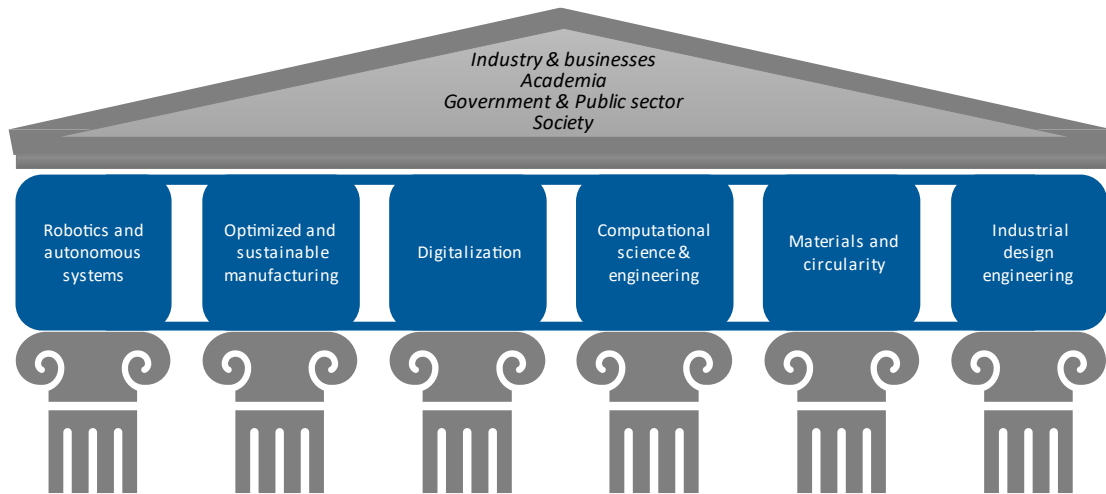 Industry & businesses
Academia
Government & Public sector
Society
Robotics and
autonomous
systems
Optimized and
sustainable
manufacturing
Digitalization
Computational
science &
engineering
Materials and
circularity
Industrial
design
engineering